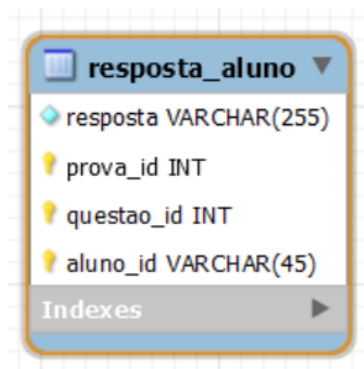 resposta_aluno
resposta VARCHAR(255)
prova_id INT
questao_id INT
aluno_id VARCHAR(45)
Indexes